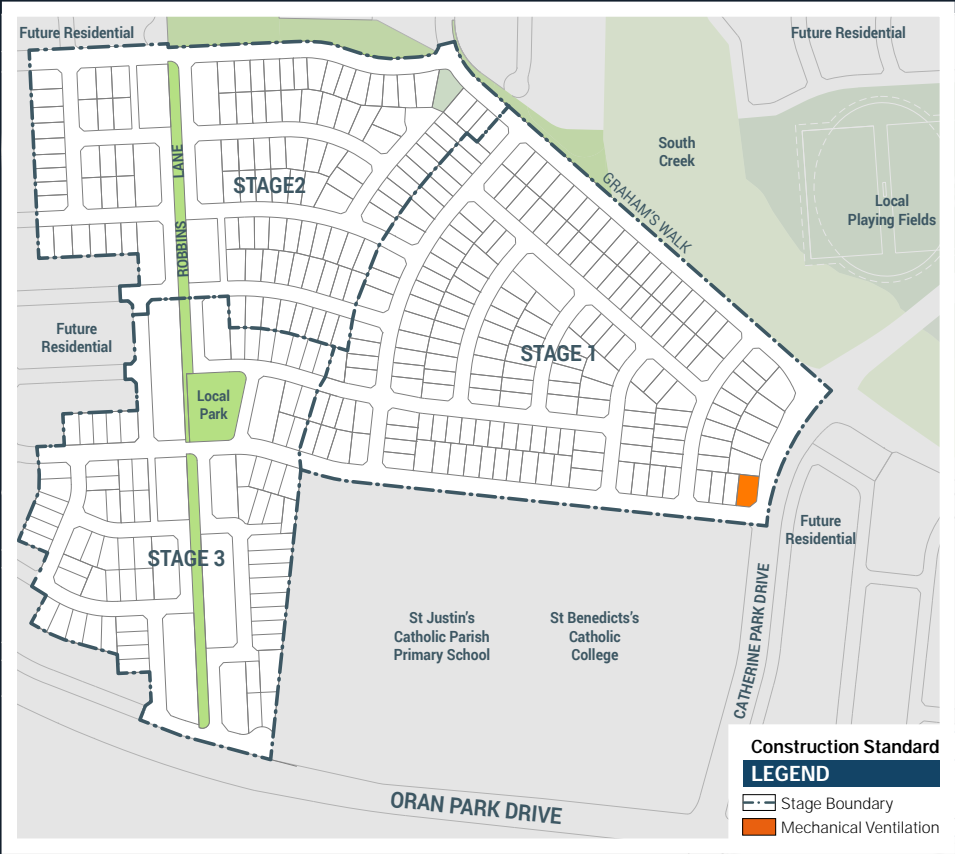 Future Residential
Future Residential
South
Creek
LANE
STAGE2
GRAHAM'S WALK
Local
Playing Fields
ROBBINS
Future
Residential
STAGE 1
Local
Park
Future
Residential
STAGE 3
St Justin's
Catholic Parish
Primary School
St Benedicts's
Catholic
College
CATHERINE PARK DRIVE
ORAN PARK DRIVE
Construction Standard
LEGEND
Stage Boundary
Mechanical Ventilation